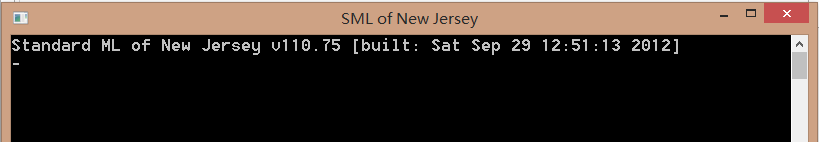 SML of New Jersey
Standard ML of New Jersey v110.75 [built: Sat Sep 29 12:51:13 2012]
-